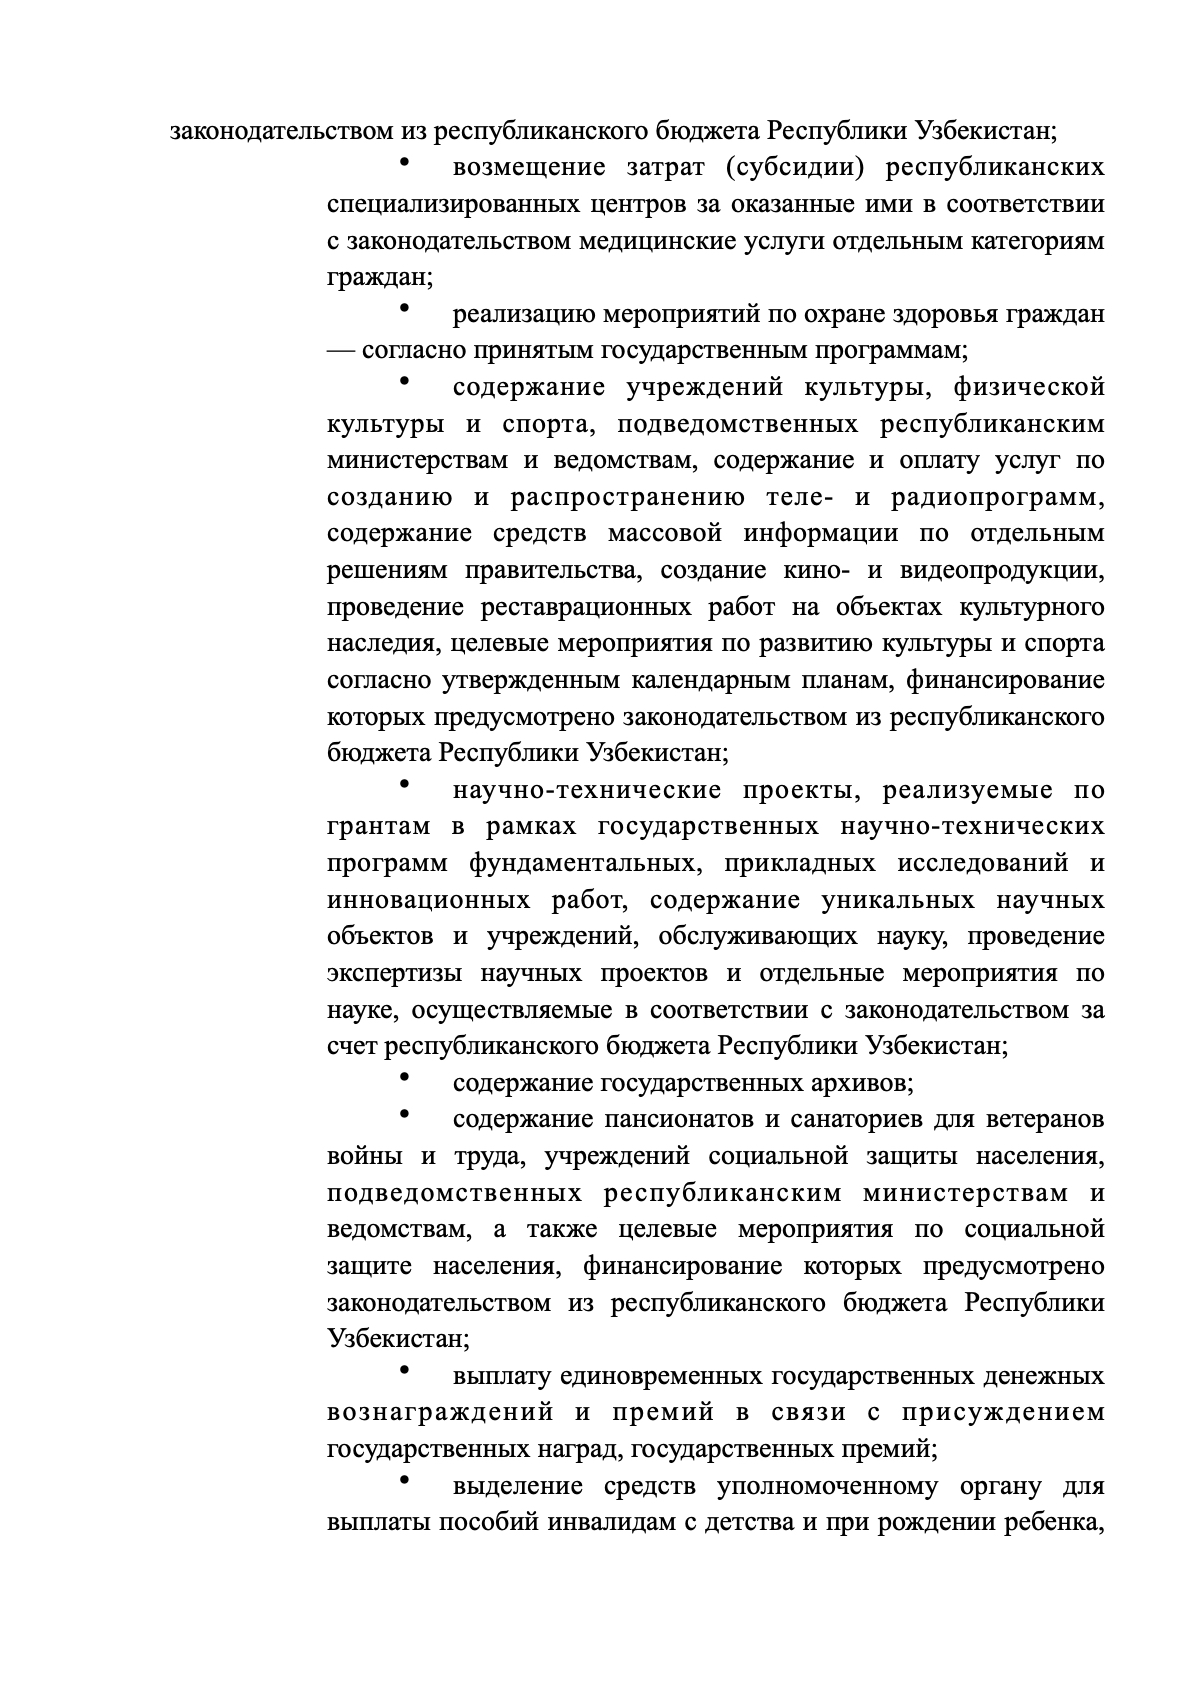 законодательством из республиканского бюджета Республики Узбекистан;
• возмещение затрат (субсидии) республиканских
специализированных центров за оказанные ими в соответствии
с законодательством медицинские услуги отдельным категориям
граждан;
• реализацию мероприятий по охране здоровья граждан
— согласно принятым государственным программам;
• содержание учреждений культуры, физической
культуры и спорта, подведомственных республиканским
министерствам и ведомствам, содержание и оплату услуг по
созданию и распространению теле- и радиопрограмм,
содержание средств массовой информации по отдельным
решениям правительства, создание кино- и видеопродукции,
проведение реставрационных работ на объектах культурного
наследия, целевые мероприятия по развитию культуры и спорта
согласно утвержденным календарным планам, финансирование
которых предусмотрено законодательством из республиканского
бюджета Республики Узбекистан;
• научно-технические проекты, реализуемые по
грантам в рамках государственных научно-технических
программ фундаментальных, прикладных исследований и
инновационных работ, содержание уникальных научных
объектов и учреждений, обслуживающих науку, проведение
экспертизы научных проектов и отдельные мероприятия по
науке, осуществляемые в соответствии с законодательством за
счет республиканского бюджета Республики Узбекистан;
• содержание государственных архивов;
• содержание пансионатов и санаториев для ветеранов
войны и труда, учреждений социальной защиты населения,
подведомственных республиканским министерствам и
ведомствам, а также целевые мероприятия по социальной
защите населения, финансирование которых предусмотрено
законодательством из республиканского бюджета Республики
Узбекистан;
• выплату единовременных государственных денежных
вознаграждений и премий в связи с присуждением
государственных наград, государственных премий;
• выделение средств уполномоченному органу для
выплаты пособий инвалидам с детства и при рождении ребенка,